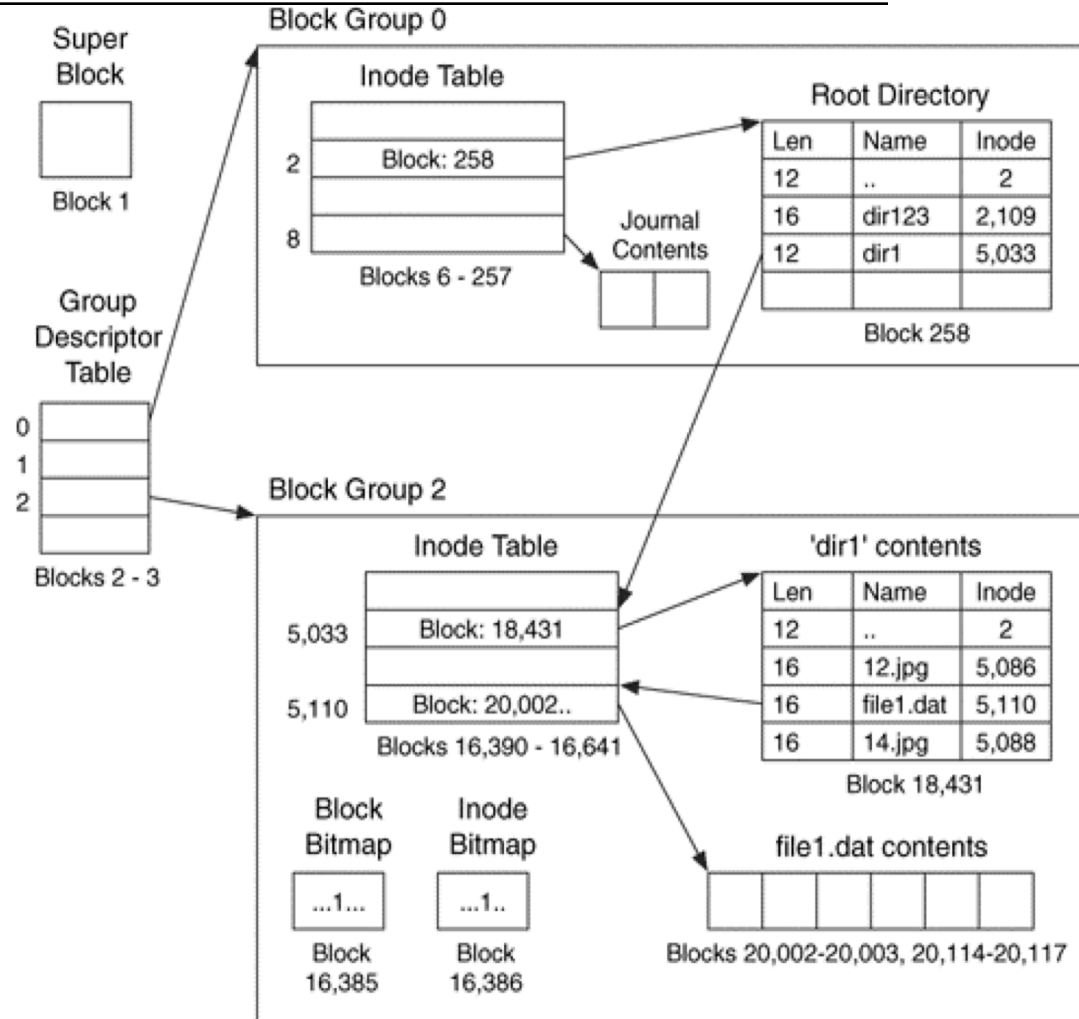 Super
Block
Block 1
Group
Descriptor
Table
0
1
2
Blocks 2 - 3
Block Group 0
Inode Table
2 Block: 258
8
Blocks 6 - 257
Journal
Contents
Root Directory
Len Name Inode
12 .. 2
16 dir123 2,109
12 dir1 5,033
Block 258
Block Group 2
Inode Table
5,033 Block: 18,431
5,110 Block: 20,002..
Blocks 16,390 - 16,641
'dir1' contents
Len Name Inode
12 .. 2
16 12.jpg 5,086
16 file1.dat 5,110
16 14.jpg 5,088
Block 18,431
Block
Bitmap
...1...
Block
16,385
Inode
Bitmap
...1..
Block
16,386
file1.dat contents
Blocks 20,002-20,003, 20,114-20,117